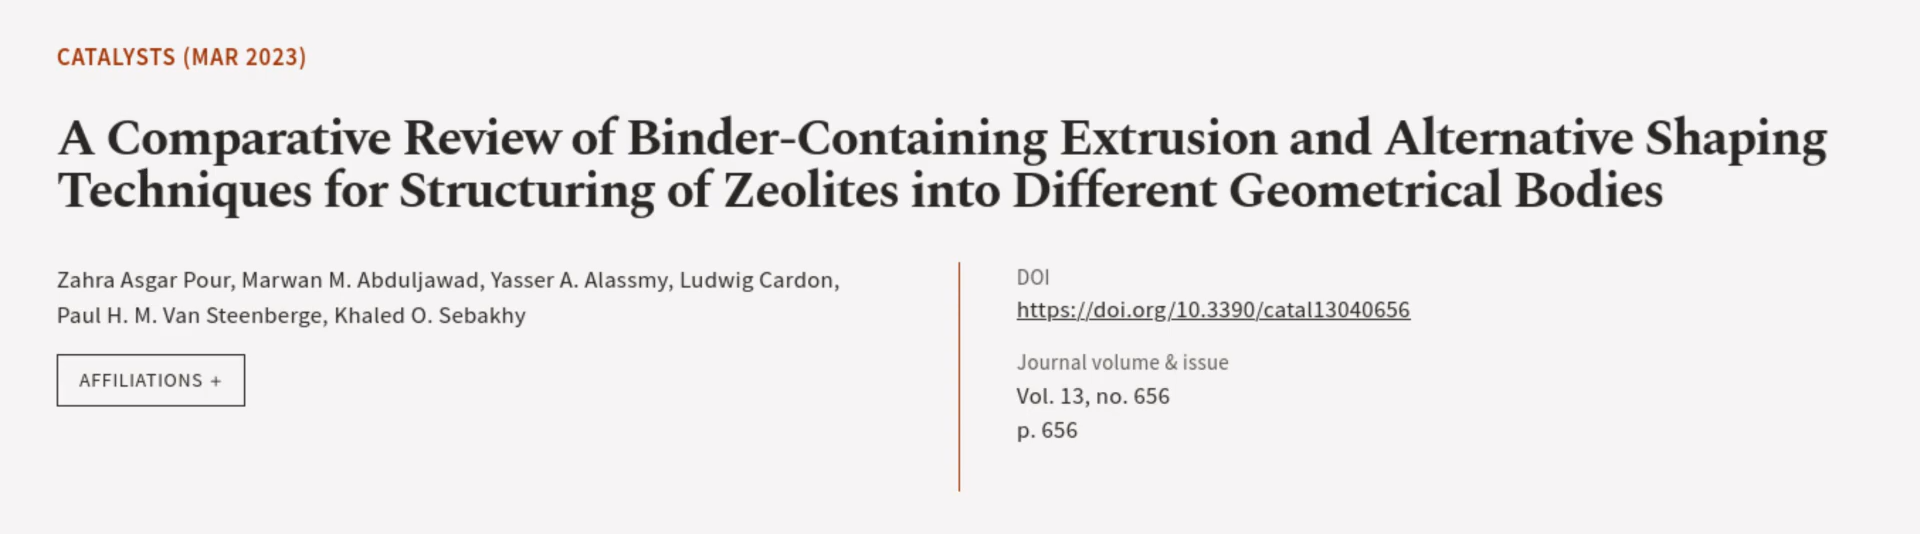 CATALYSTS (MAR 2023)
A Comparative Review of Binder-Containing Extrusion and Alternative Shaping
Techniques for Structuring of Zeolites into Different Geometrical Bodies
Zahra Asgar Pour, Marwan M. Abduljawad, Yasser A. Alassmy, Ludwig Cardon,
Paul H. M. Van Steenberge, Khaled O. Sebakhy
AFFILIATIONS +
DOI
https://doi.org/10.3390/catal13040656
Journal volume & issue
Vol. 13, no. 656
p. 656